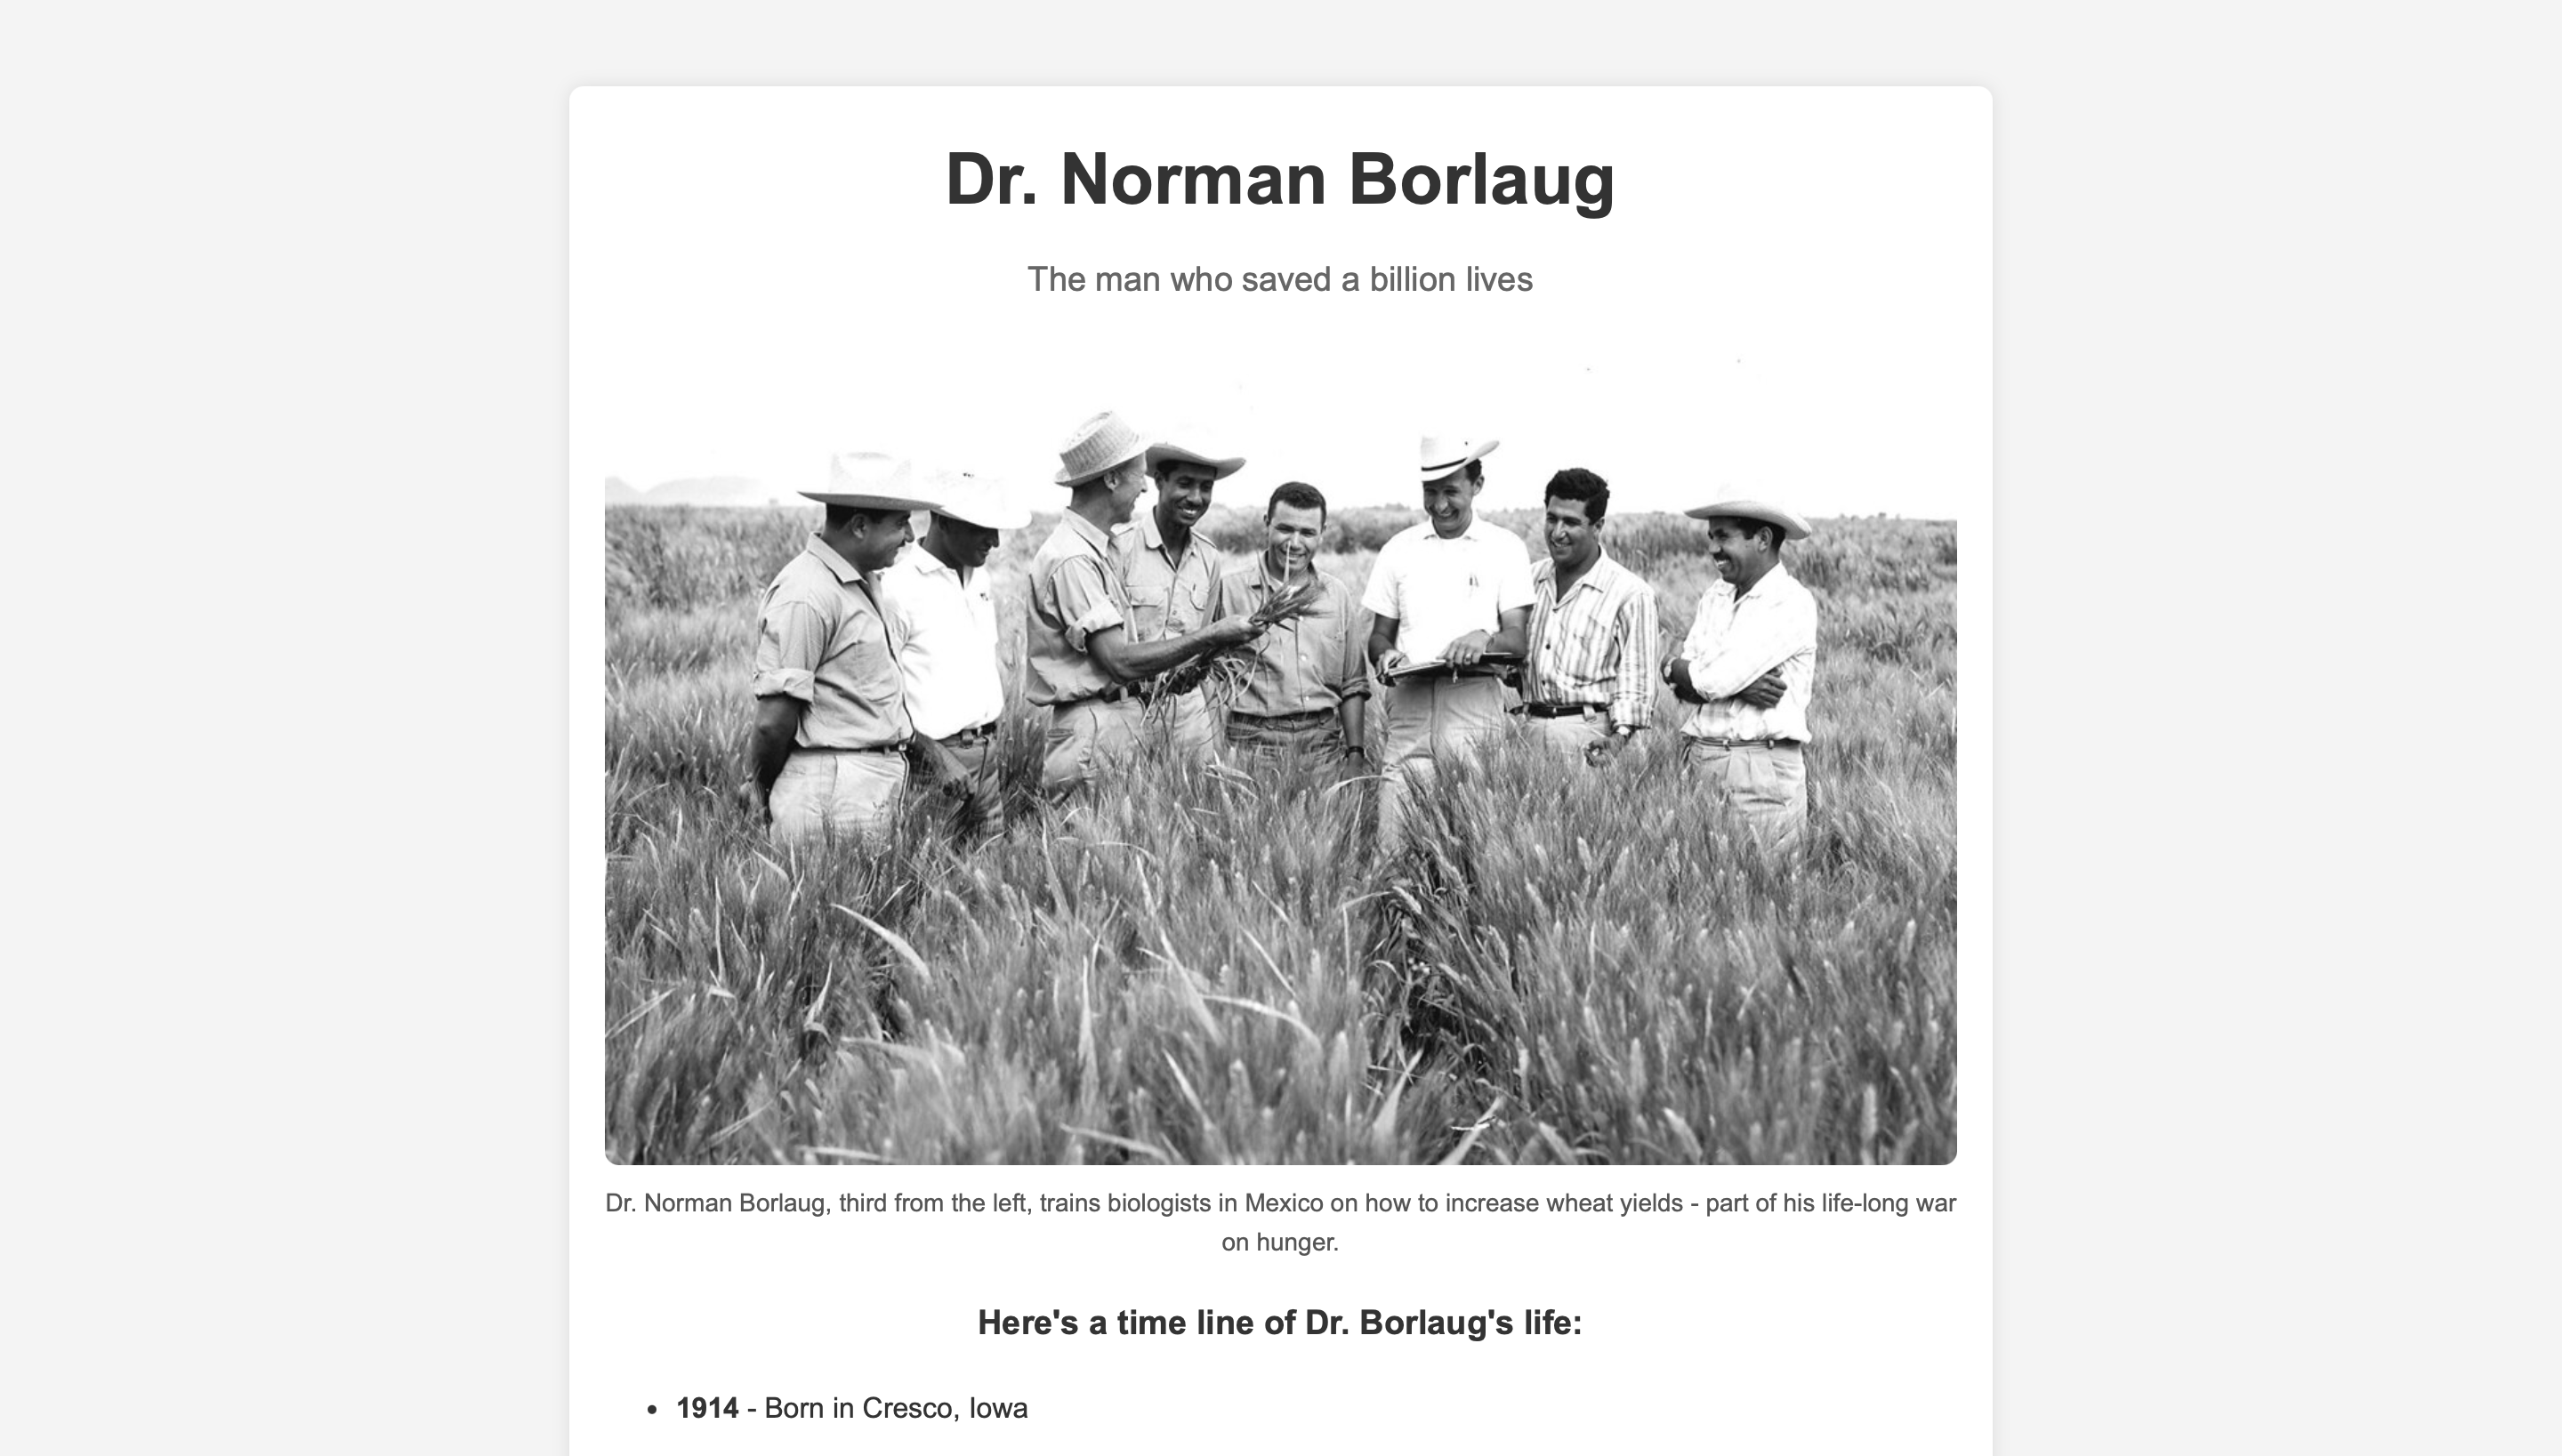 Dr. Norman Borlaug
The man who saved a billion lives
Dr. Norman Borlaug, third from the left, trains biologists in Mexico on how to increase wheat yields - part of his life-long war
on hunger.
Here's a time line of Dr. Borlaug's life:
• 1914 - Born in Cresco, Iowa